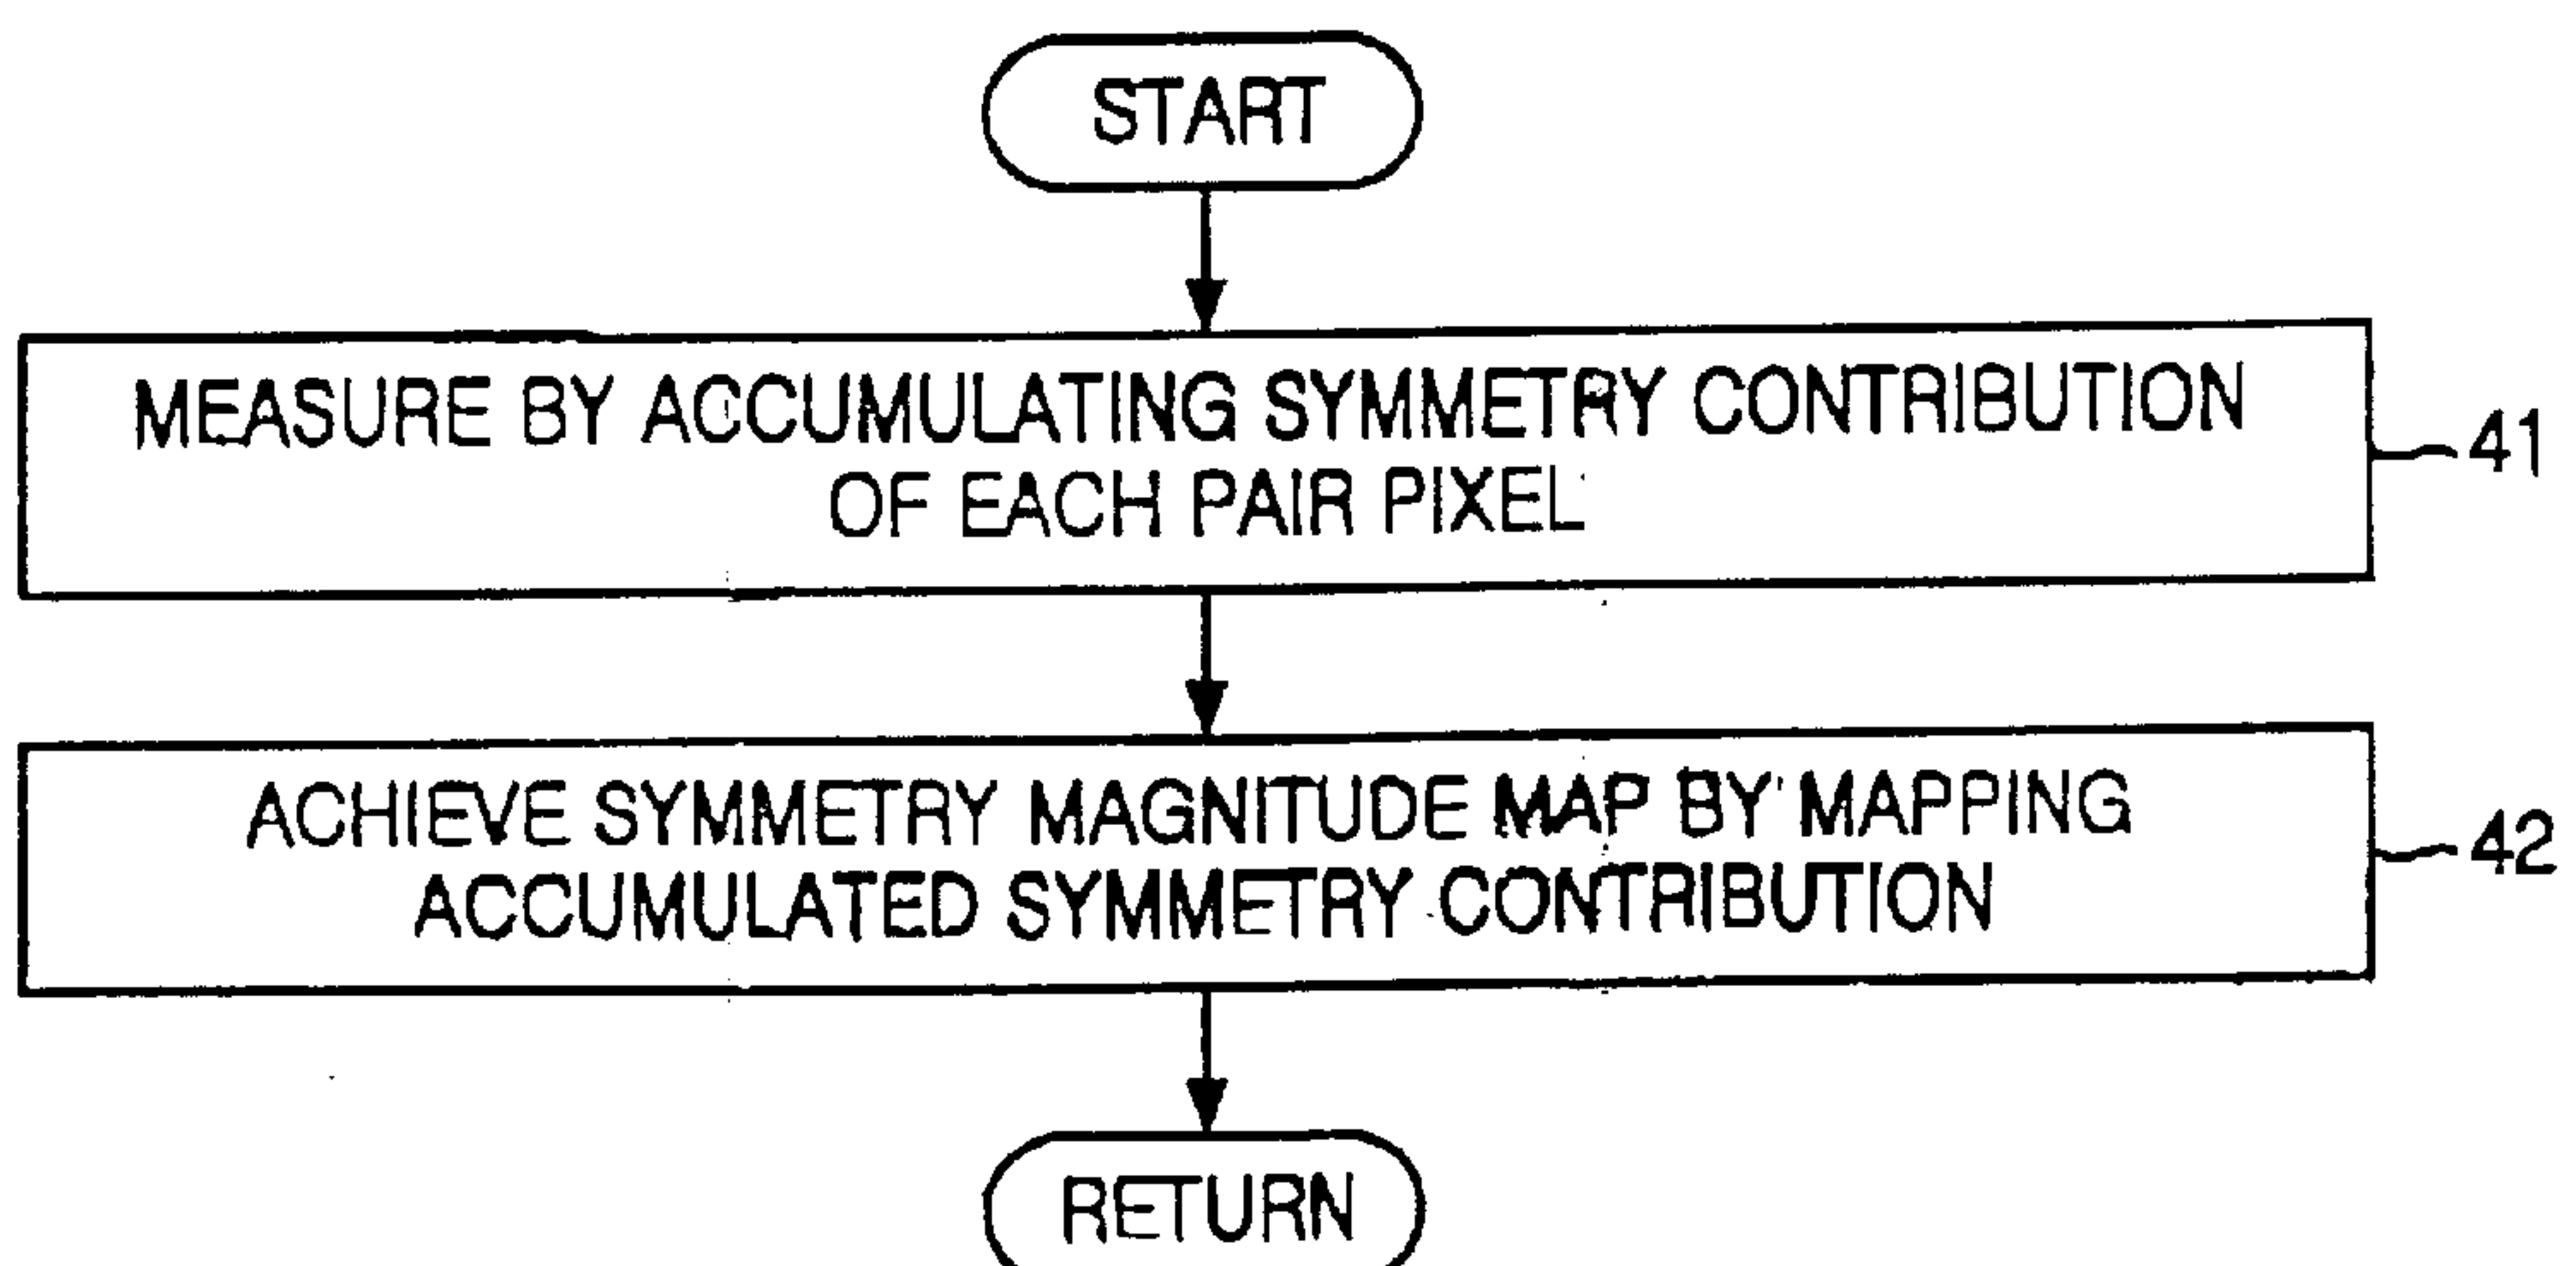 START
MEASURE BY ACCUMULATING SYMMETRY CONTRIBUTION
OF EACH PAIR PIXEL
41
ACHIEVE SYMMETRY MAGNITUDE MAP BY MAPPING
ACCUMULATED SYMMETRY CONTRIBUTION
42
RETURN